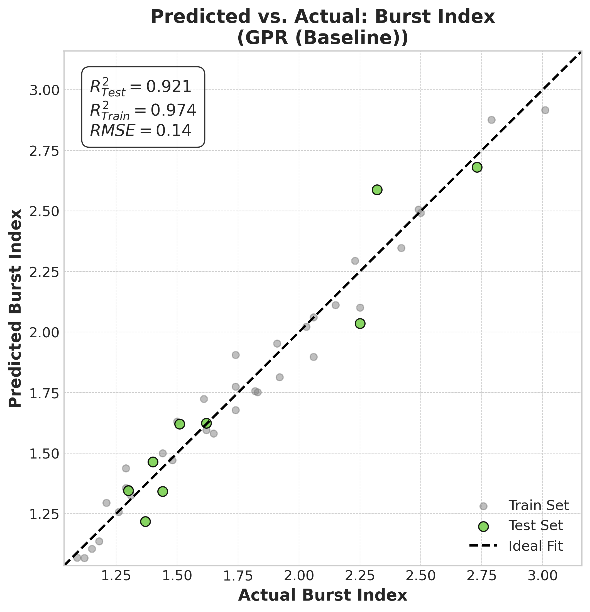 Predicted vs. Actual: Burst Index
(GPR (Baseline))
R²_Test = 0.921
R²_Train = 0.974
RMSE = 0.14
Predicted Burst Index
3.00
2.75
2.50
2.25
2.00
1.75
1.50
1.25
Train Set
Test Set
Ideal Fit
1.25 1.50 1.75 2.00 2.25 2.50 2.75 3.00
Actual Burst Index